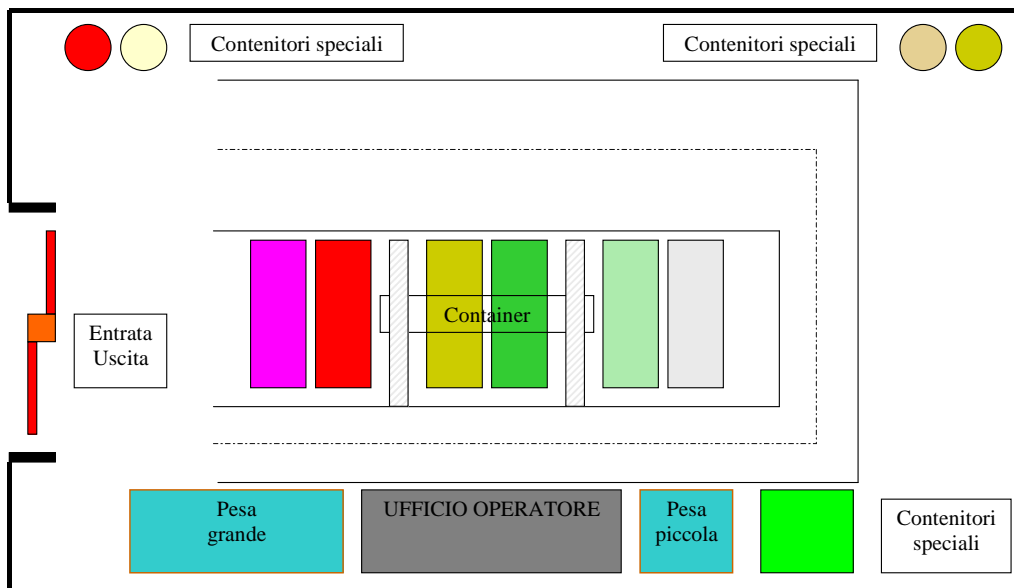 Contenitori speciali
Contenitori speciali
Container
Entrata
Uscita
Pesa
grande
UFFICIO OPERATORE
Pesa
piccola
Contenitori
speciali